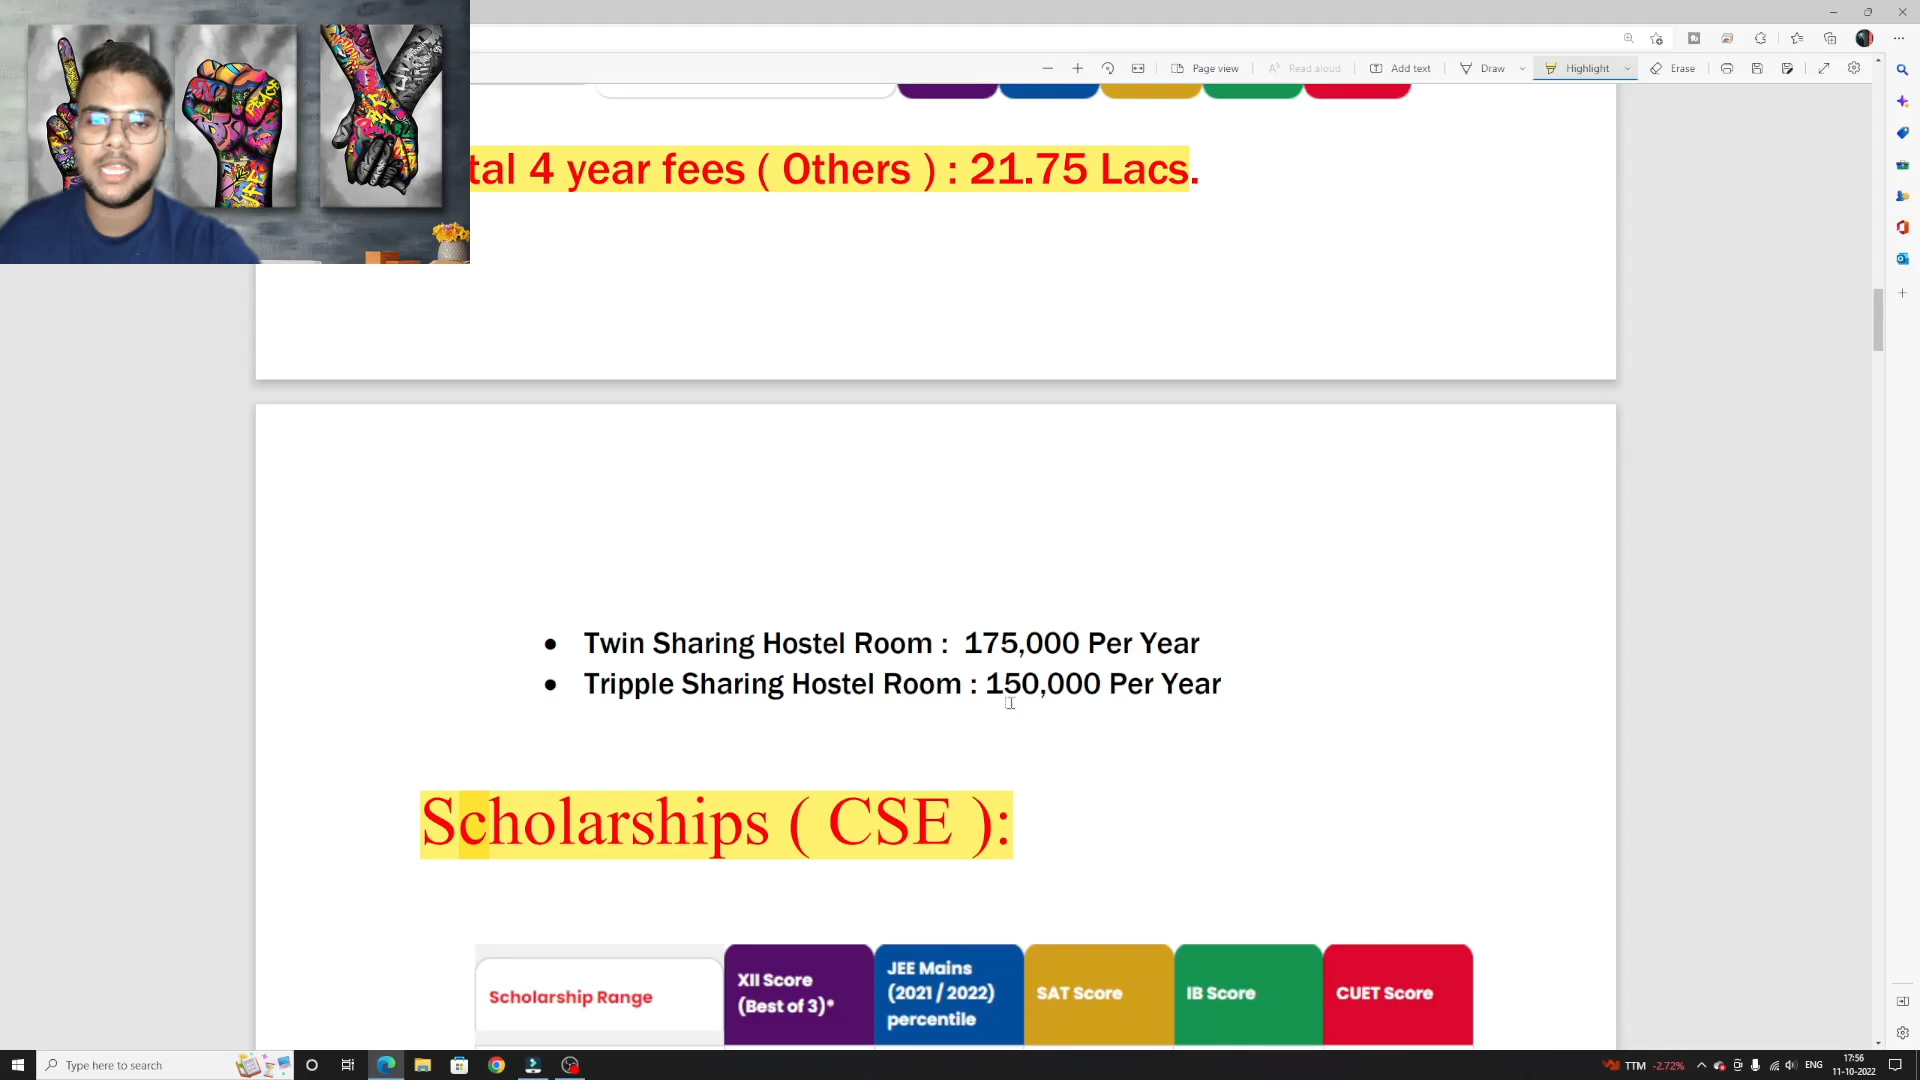 Page view
Read aloud
Add text
Draw
Highlight
Erase
tal 4 year fees ( Others ) : 21.75 Lacs.
• Twin Sharing Hostel Room : 175,000 Per Year
• Tripple Sharing Hostel Room : 150,000 Per Year
Scholarships ( CSE ):
Scholarship Range
XII Score
(Best of 3)*
JEE Mains
(2021 / 2022)
percentile
SAT Score
IB Score
CUET Score
Type here to search
TTM -2.72%
ENG
17:56
11-10-2022